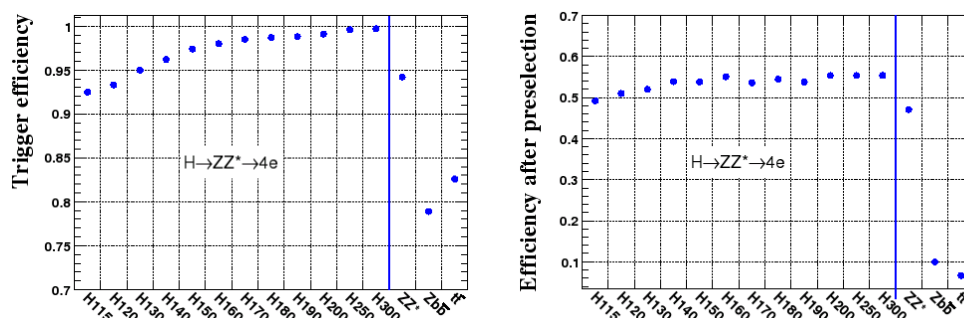 Trigger efficiency
1
0.95
0.9
0.85
0.8
0.75
0.7
H→ZZ*→4e
H115
H120
H130
H140
H150
H160
H170
H180
H190
H200
H250
H300
ZZ*
Zbb̄
tt̄
Efficiency after preselection
0.7
0.6
0.5
0.4
0.3
0.2
0.1
H→ZZ*→4e
H115
H120
H130
H140
H150
H160
H170
H180
H190
H200
H250
H300
ZZ*
Zbb̄
tt̄